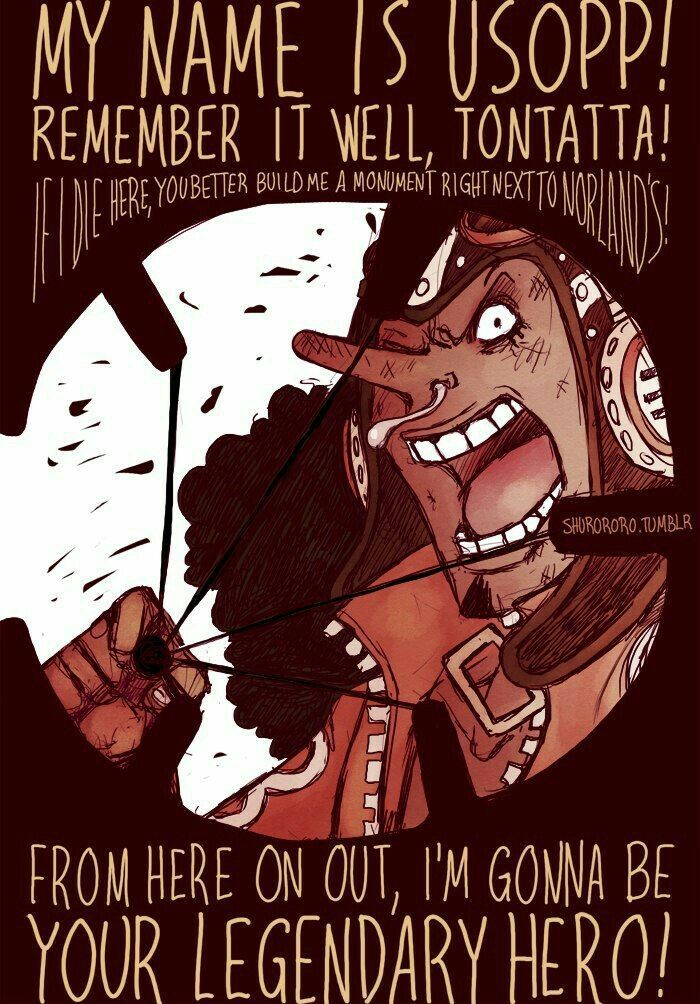 MY NAME IS USOPP!
REMEMBER IT WELL, TONTATTA!
IF I DIE HERE, YOU BETTER BUILD ME A MONUMENT RIGHT NEXT TO NORLAND'S!
SHURORORO.TUMBLR
FROM HERE ON OUT, I'M GONNA BE
YOUR LEGENDARY HERO!